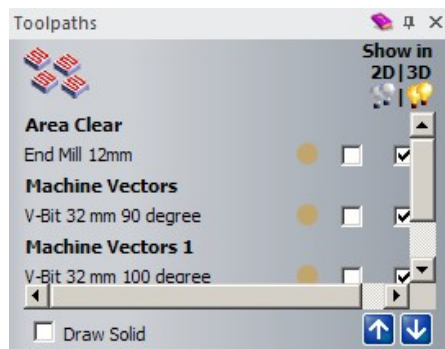 Toolpaths
Show in
2D|3D
Area Clear
End Mill 12mm
Machine Vectors
V-Bit 32 mm 90 degree
Machine Vectors 1
V-Bit 32 mm 100 degree
Draw Solid